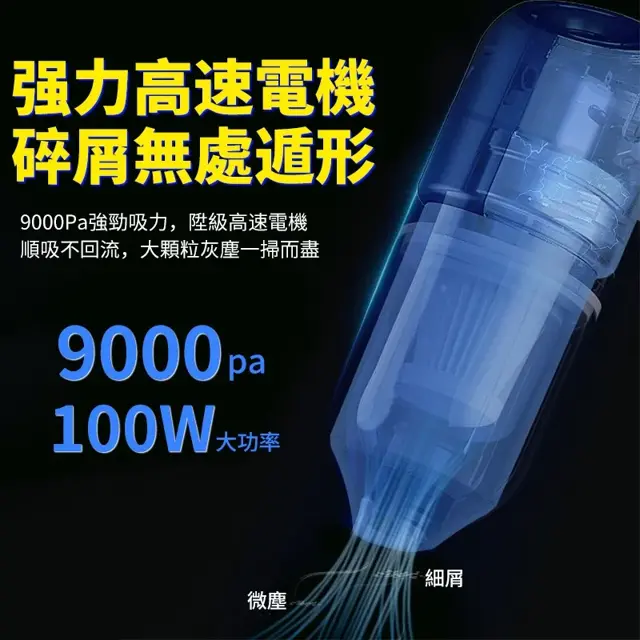 强力高速電機
碎屑無處遁形
9000Pa強勁吸力，陞級高速電機
順吸不回流，大顆粒灰塵一掃而盡
9000pa
100W大功率
細屑
微塵